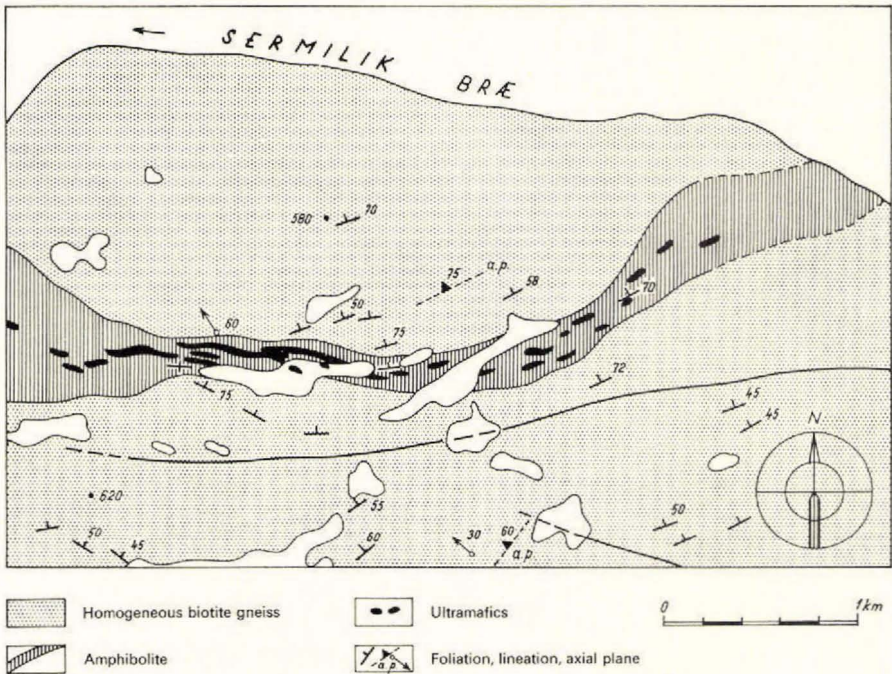 SERMILIK BRÆ
580
70
75
a.p.
58
70
50
60
75
72
75
45
45
N
620
55
50
50
45
60
30
60
a.p.
Homogeneous biotite gneiss
Ultramafics
0 1km
Amphibolite
a.p.
Foliation, lineation, axial plane